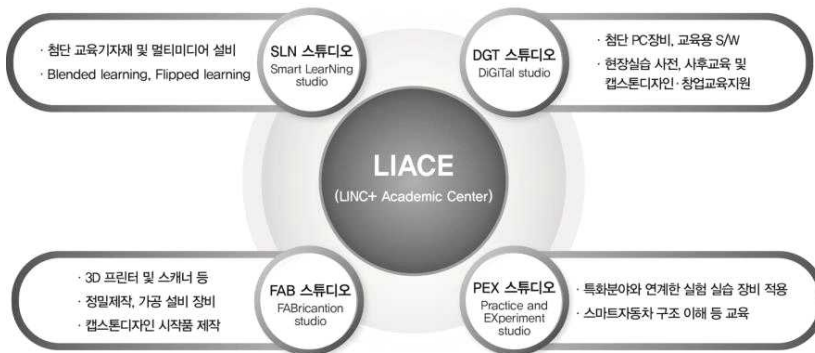 · 첨단 교육기자재 및 멀티미디어 설비
· Blended learning, Flipped learning
SLN 스튜디오
Smart LearNing
studio
DGT 스튜디오
DiGiTal studio
· 첨단 PC장비, 교육용 S/W
· 현장실습 사전, 사후교육 및
캡스톤디자인·창업교육지원
LIACE
(LINC+ Academic Center)
· 3D 프린터 및 스캐너 등
· 정밀제작, 가공 설비 장비
· 캡스톤디자인 시작품 제작
FAB 스튜디오
FABricantion
studio
PEX 스튜디오
Practice and
EXperiment
studio
· 특화분야와 연계한 실험 실습 장비 적용
· 스마트자동차 구조 이해 등 교육